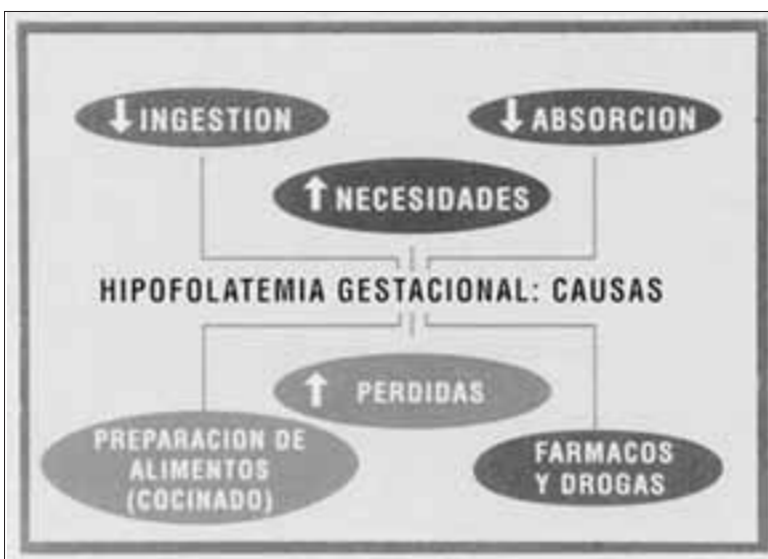 ↓ INGESTION
↓ ABSORCION
↑ NECESIDADES
HIPOFOLATEMIA GESTACIONAL: CAUSAS
↑ PERDIDAS
PREPARACION DE
ALIMENTOS
(COCINADO)
FARMACOS
Y DROGAS